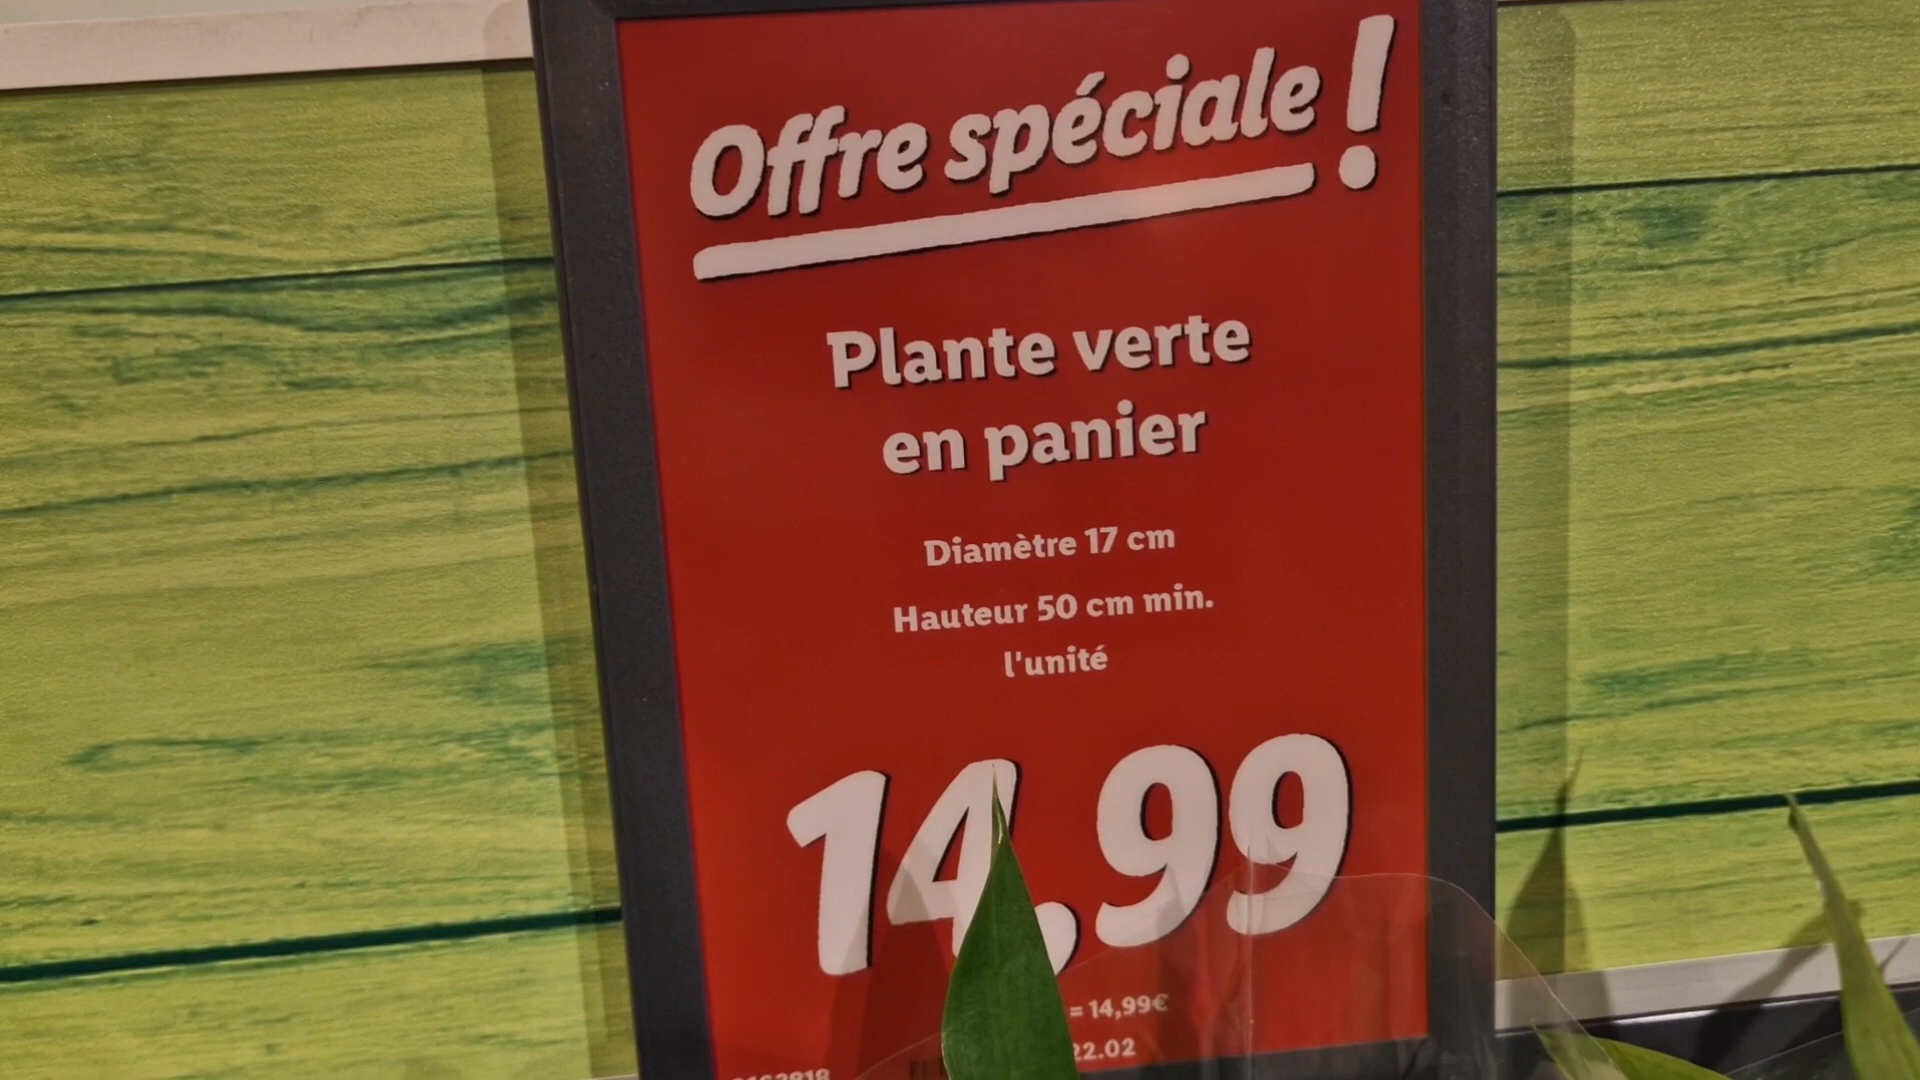 Offre spéciale !
Plante verte
en panier
Diamètre 17 cm
Hauteur 50 cm min.
l'unité
14,99
= 14,99€
22.02